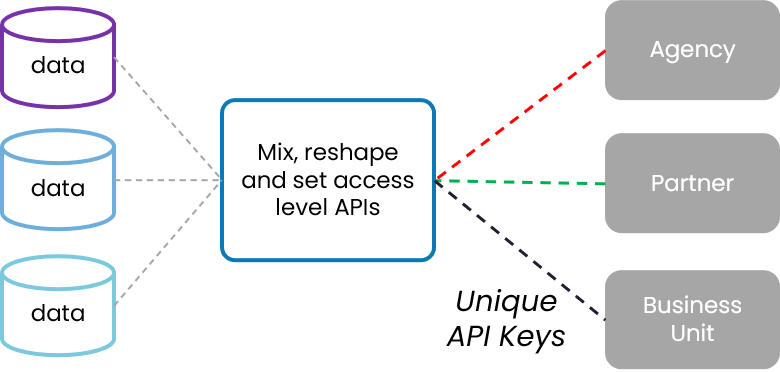 data
data
data
Mix, reshape
and set access
level APIs
Unique
API Keys
Agency
Partner
Business
Unit